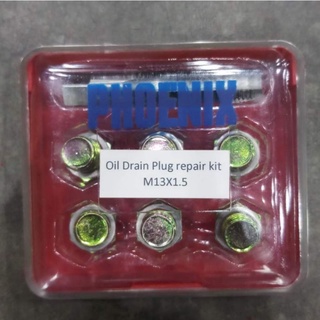 PHOENIX
Oil Drain Plug repair kit
M13X1.5